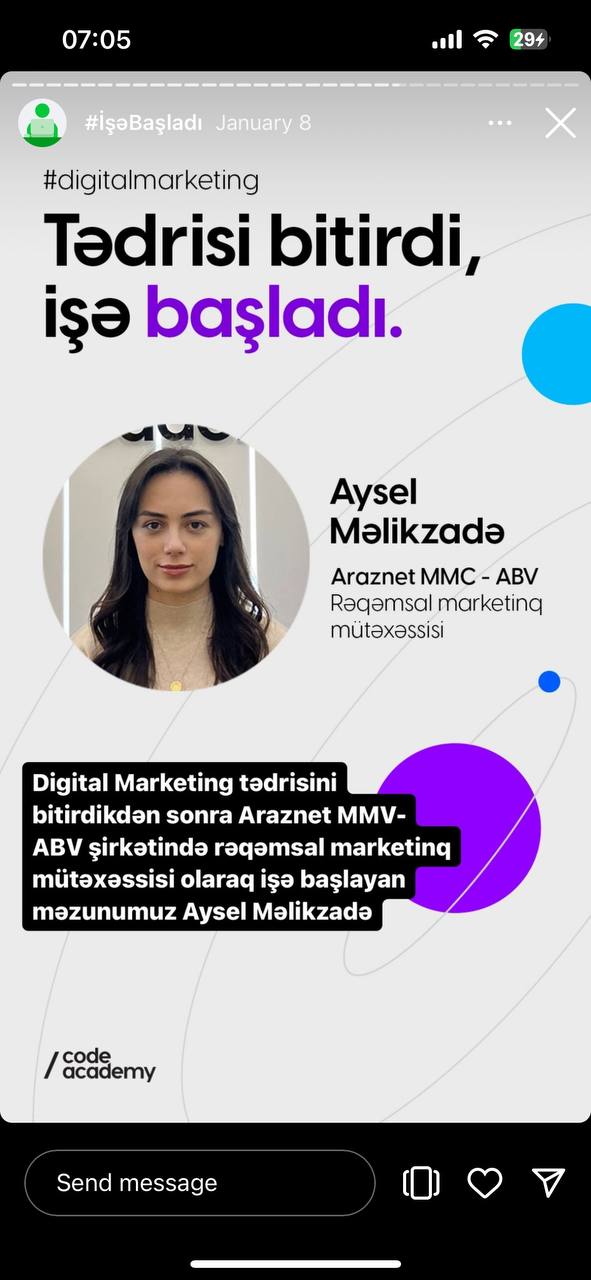 07:05
29
#İşəBaşladı January 8
#digitalmarketing
Tədrisi bitirdi,
işə başladı.
Aysel
Məlikzadə
Araznet MMC - ABV
Rəqəmsal marketinq
mütəxəssisi
Digital Marketing tədrisini
bitirdikdən sonra Araznet MMV-
ABV şirkətində rəqəmsal marketinq
mütəxəssisi olaraq işə başlayan
məzunumuz Aysel Məlikzadə
/ code
academy
Send message